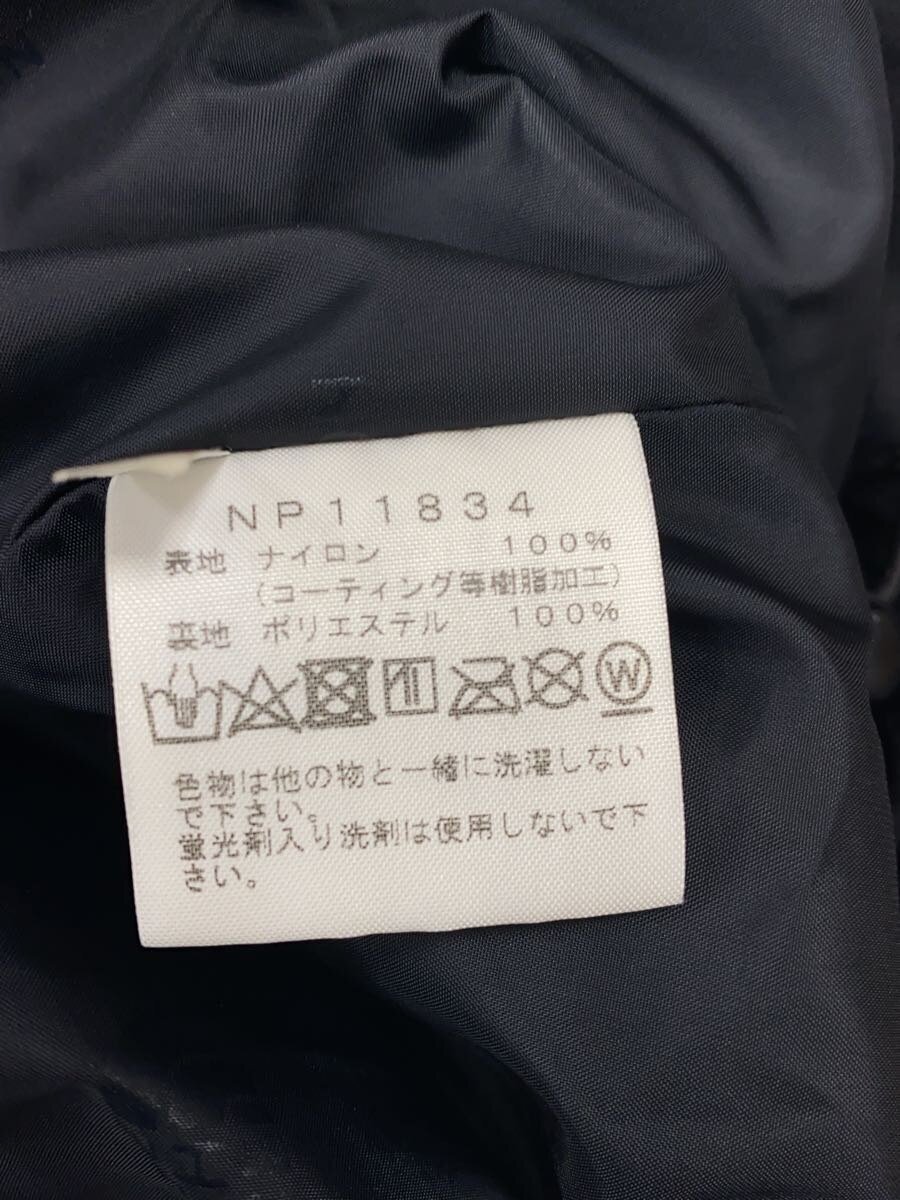 NP11834
表地 ナイロン 100%
(コーティング等樹脂加工)
裏地 ポリエステル 100%
W
色物は他の物と一緒に洗濯しない
で下さい。
蛍光剤入り洗剤は使用しないで下
さい。